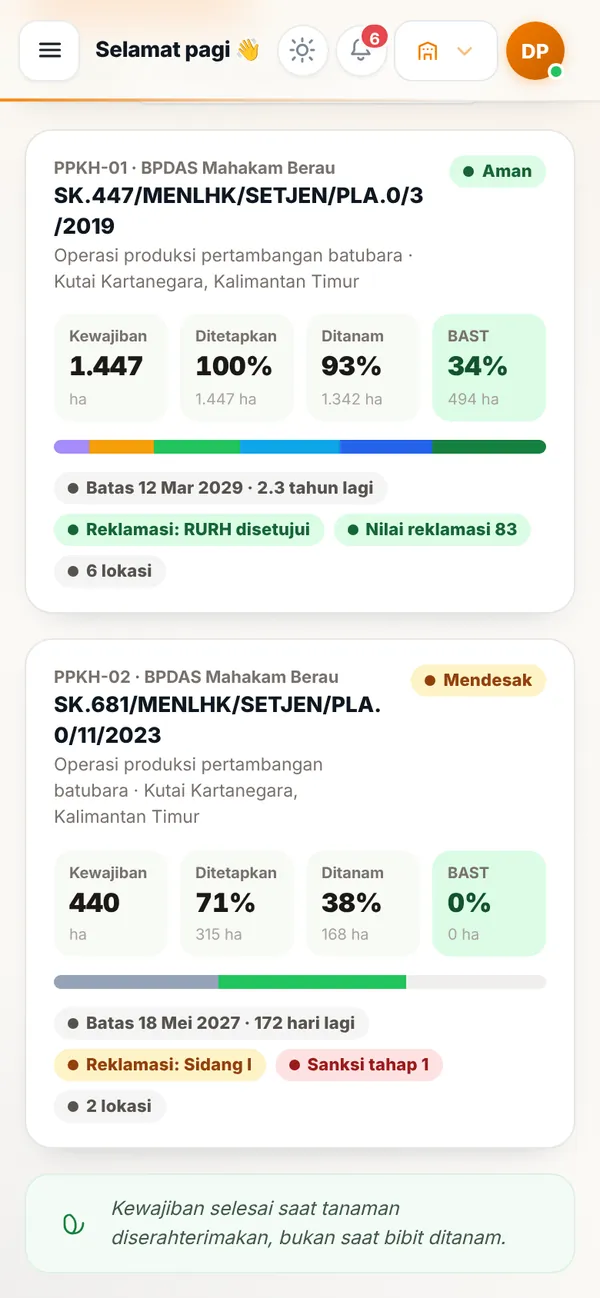 Selamat pagi 👋
6
DP
PPKH-01 · BPDAS Mahakam Berau
Aman
SK.447/MENLHK/SETJEN/PLA.0/3
/2019
Operasi produksi pertambangan batubara ·
Kutai Kartanegara, Kalimantan Timur
Kewajiban
1.447
ha
Ditetapkan
100%
1.447 ha
Ditanam
93%
1.342 ha
BAST
34%
494 ha
Batas 12 Mar 2029 · 2.3 tahun lagi
Reklamasi: RURH disetujui
Nilai reklamasi 83
6 lokasi
PPKH-02 · BPDAS Mahakam Berau
Mendesak
SK.681/MENLHK/SETJEN/PLA.
0/11/2023
Operasi produksi pertambangan
batubara · Kutai Kartanegara,
Kalimantan Timur
Kewajiban
440
ha
Ditetapkan
71%
315 ha
Ditanam
38%
168 ha
BAST
0%
0 ha
Batas 18 Mei 2027 · 172 hari lagi
Reklamasi: Sidang I
Sanksi tahap 1
2 lokasi
Kewajiban selesai saat tanaman
diserahterimakan, bukan saat bibit ditanam.